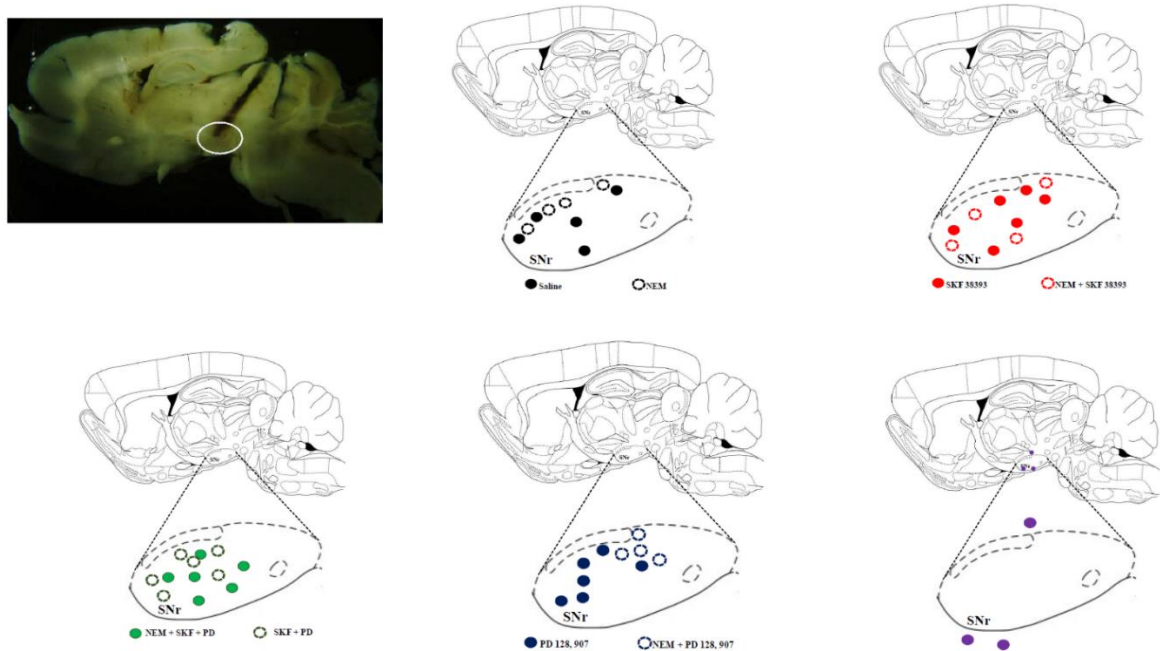 SNr
SNr
Saline NEM
SNr
SNr
SKF 38393 NEM + SKF 38393
SNr
SNr
NEM + SKF + PD SKF + PD
SNr
SNr
PD 128, 907 NEM + PD 128, 907
SNr
SNr